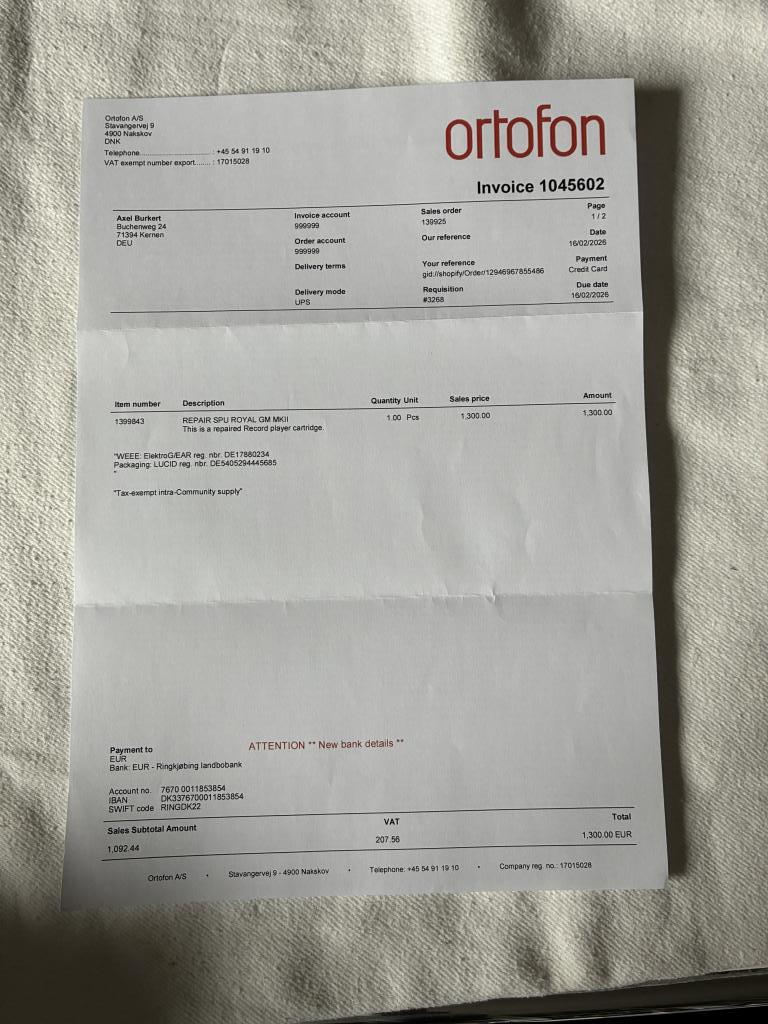 Ortofon A/S
Stavangervej 9
4900 Nakskov
DNK
Telephone.................................. : +45 54 91 19 10
VAT exempt number export........ : 17015028
ortofon
Invoice 1045602
Axel Burkert
Buchenweg 24
71394 Kernen
DEU
Invoice account
999999
Order account
999999
Delivery terms
Delivery mode
UPS
Sales order
139925
Our reference
Your reference
gid://shopify/Order/12946967855486
Requisition
#3268
Page
1 / 2
Date
16/02/2026
Payment
Credit Card
Due date
16/02/2026
Item number Description Quantity Unit Sales price Amount
1399843 REPAIR SPU ROYAL GM MKII 1.00 Pcs 1,300.00 1,300.00
This is a repaired Record player cartridge.
"WEEE: ElektroG/EAR reg. nbr. DE17880234
Packaging: LUCID reg. nbr. DE5405294445685
"
"Tax-exempt intra-Community supply"
ATTENTION ** New bank details **
Payment to
EUR
Bank: EUR - Ringkjøbing landbobank
Account no. 7670 0011853854
IBAN DK3376700011853854
SWIFT code RINGDK22
Sales Subtotal Amount VAT Total
1,092.44 207.56 1,300.00 EUR
Ortofon A/S • Stavangervej 9 - 4900 Nakskov • Telephone: +45 54 91 19 10 • Company reg. no.: 17015028